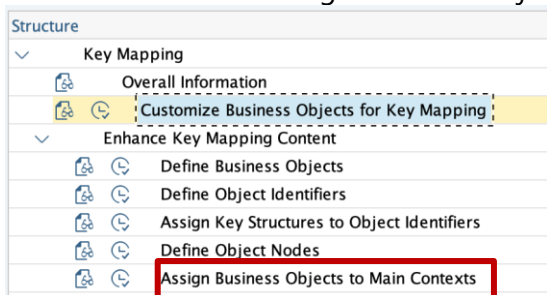 Structure
Key Mapping
Overall Information
Customize Business Objects for Key Mapping
Enhance Key Mapping Content
Define Business Objects
Define Object Identifiers
Assign Key Structures to Object Identifiers
Define Object Nodes
Assign Business Objects to Main Contexts